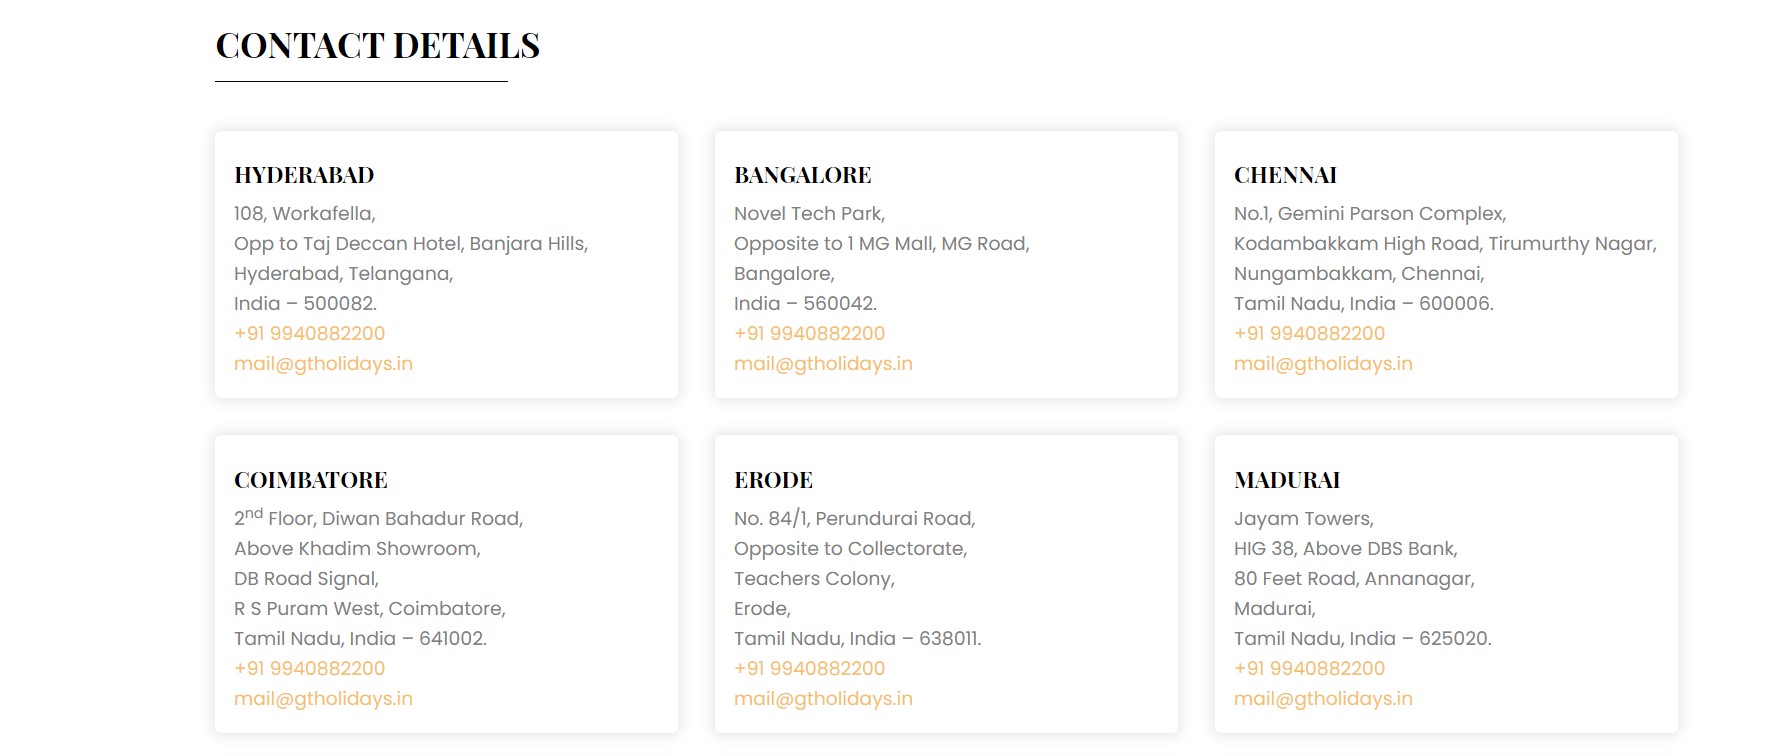 CONTACT DETAILS
HYDERABAD
108, Workafella,
Opp to Taj Deccan Hotel, Banjara Hills,
Hyderabad, Telangana,
India – 500082.
+91 9940882200
mail@gtholidays.in
BANGALORE
Novel Tech Park,
Opposite to 1 MG Mall, MG Road,
Bangalore,
India – 560042.
+91 9940882200
mail@gtholidays.in
CHENNAI
No.1, Gemini Parson Complex,
Kodambakkam High Road, Tirumurthy Nagar,
Nungambakkam, Chennai,
Tamil Nadu, India – 600006.
+91 9940882200
mail@gtholidays.in
COIMBATORE
2nd Floor, Diwan Bahadur Road,
Above Khadim Showroom,
DB Road Signal,
R S Puram West, Coimbatore,
Tamil Nadu, India – 641002.
+91 9940882200
mail@gtholidays.in
ERODE
No. 84/1, Perundurai Road,
Opposite to Collectorate,
Teachers Colony,
Erode,
Tamil Nadu, India – 638011.
+91 9940882200
mail@gtholidays.in
MADURAI
Jayam Towers,
HIG 38, Above DBS Bank,
80 Feet Road, Annanagar,
Madurai,
Tamil Nadu, India – 625020.
+91 9940882200
mail@gtholidays.in